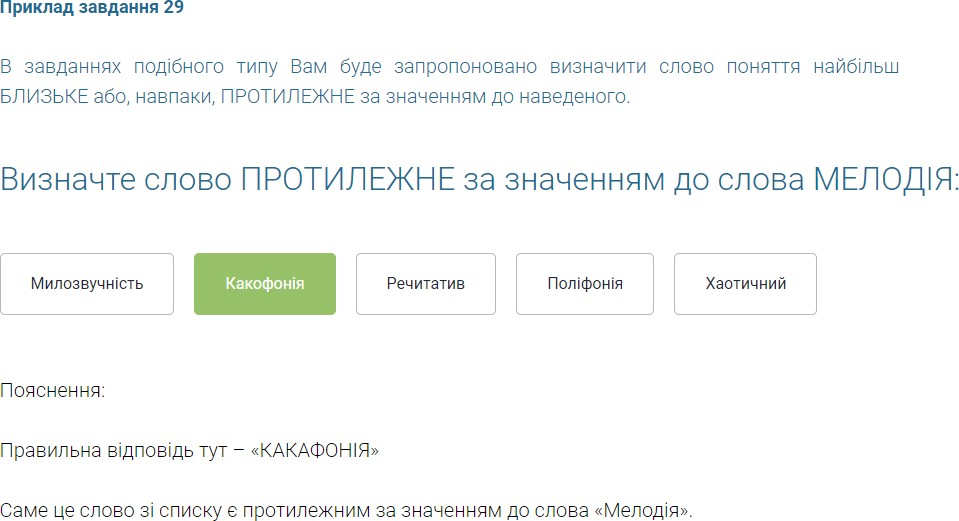 Приклад завдання 29
В завданнях подібного типу Вам буде запропоновано визначити слово поняття найбільш
БЛИЗЬКЕ або, навпаки, ПРОТИЛЕЖНЕ за значенням до наведеного.
Визначте слово ПРОТИЛЕЖНЕ за значенням до слова МЕЛОДІЯ:
Милозвучність Какофонія Речитатив Поліфонія Хаотичний
Пояснення:
Правильна відповідь тут – «КАКАФОНІЯ»
Саме це слово зі списку є протилежним за значенням до слова «Мелодія».